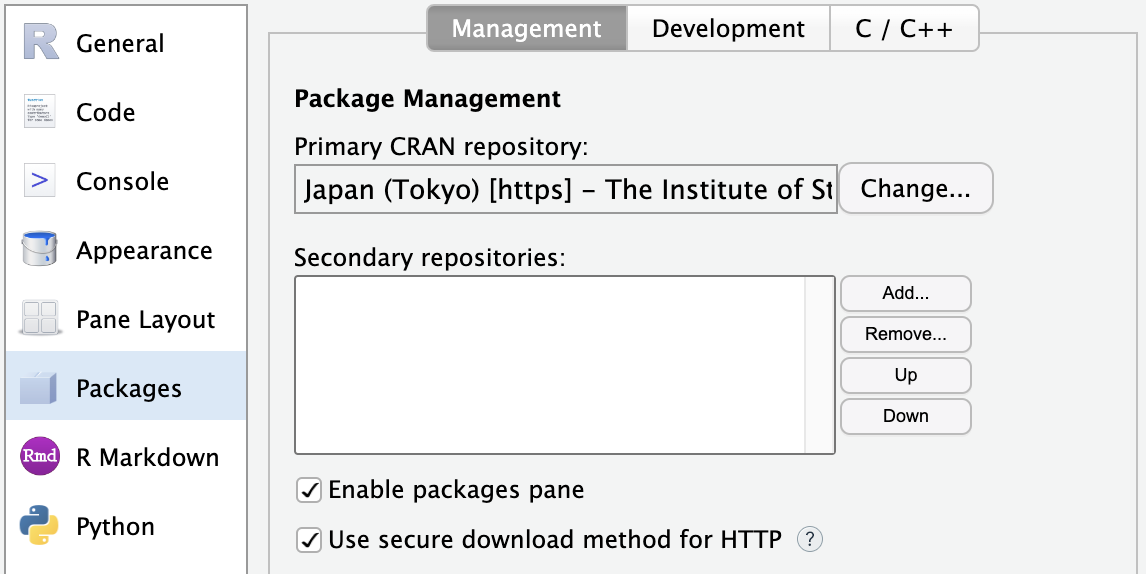 General
Code
Console
Appearance
Pane Layout
Packages
Rmd
R Markdown
Python
Management
Development
C / C++
Package Management
Primary CRAN repository:
Japan (Tokyo) [https] – The Institute of St
Change...
Secondary repositories:
Add...
Remove...
Up
Down
Enable packages pane
Use secure download method for HTTP ?